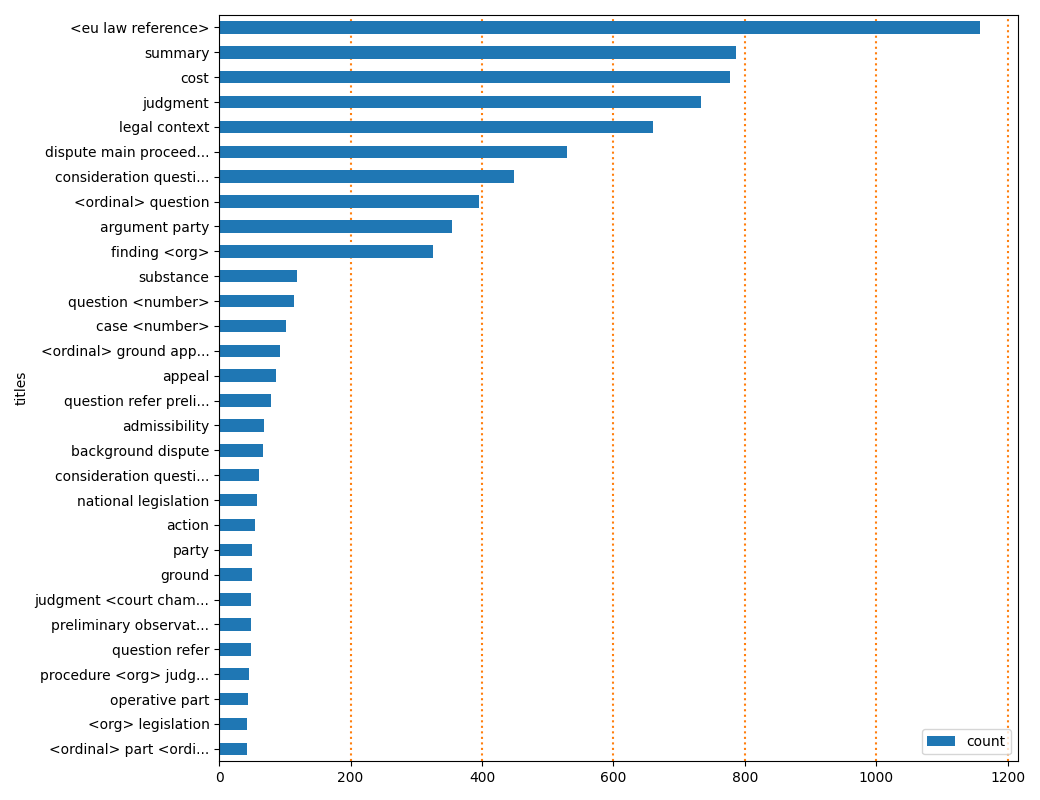 <eu law reference>
summary
cost
judgment
legal context
dispute main proceed...
consideration questi...
<ordinal> question
argument party
finding <org>
substance
question <number>
case <number>
<ordinal> ground app...
appeal
question refer preli...
admissibility
background dispute
consideration questi...
national legislation
action
party
ground
judgment <court cham...
preliminary observat...
question refer
procedure <org> judg...
operative part
<org> legislation
<ordinal> part <ordi...
titles
count
0 200 400 600 800 1000 1200